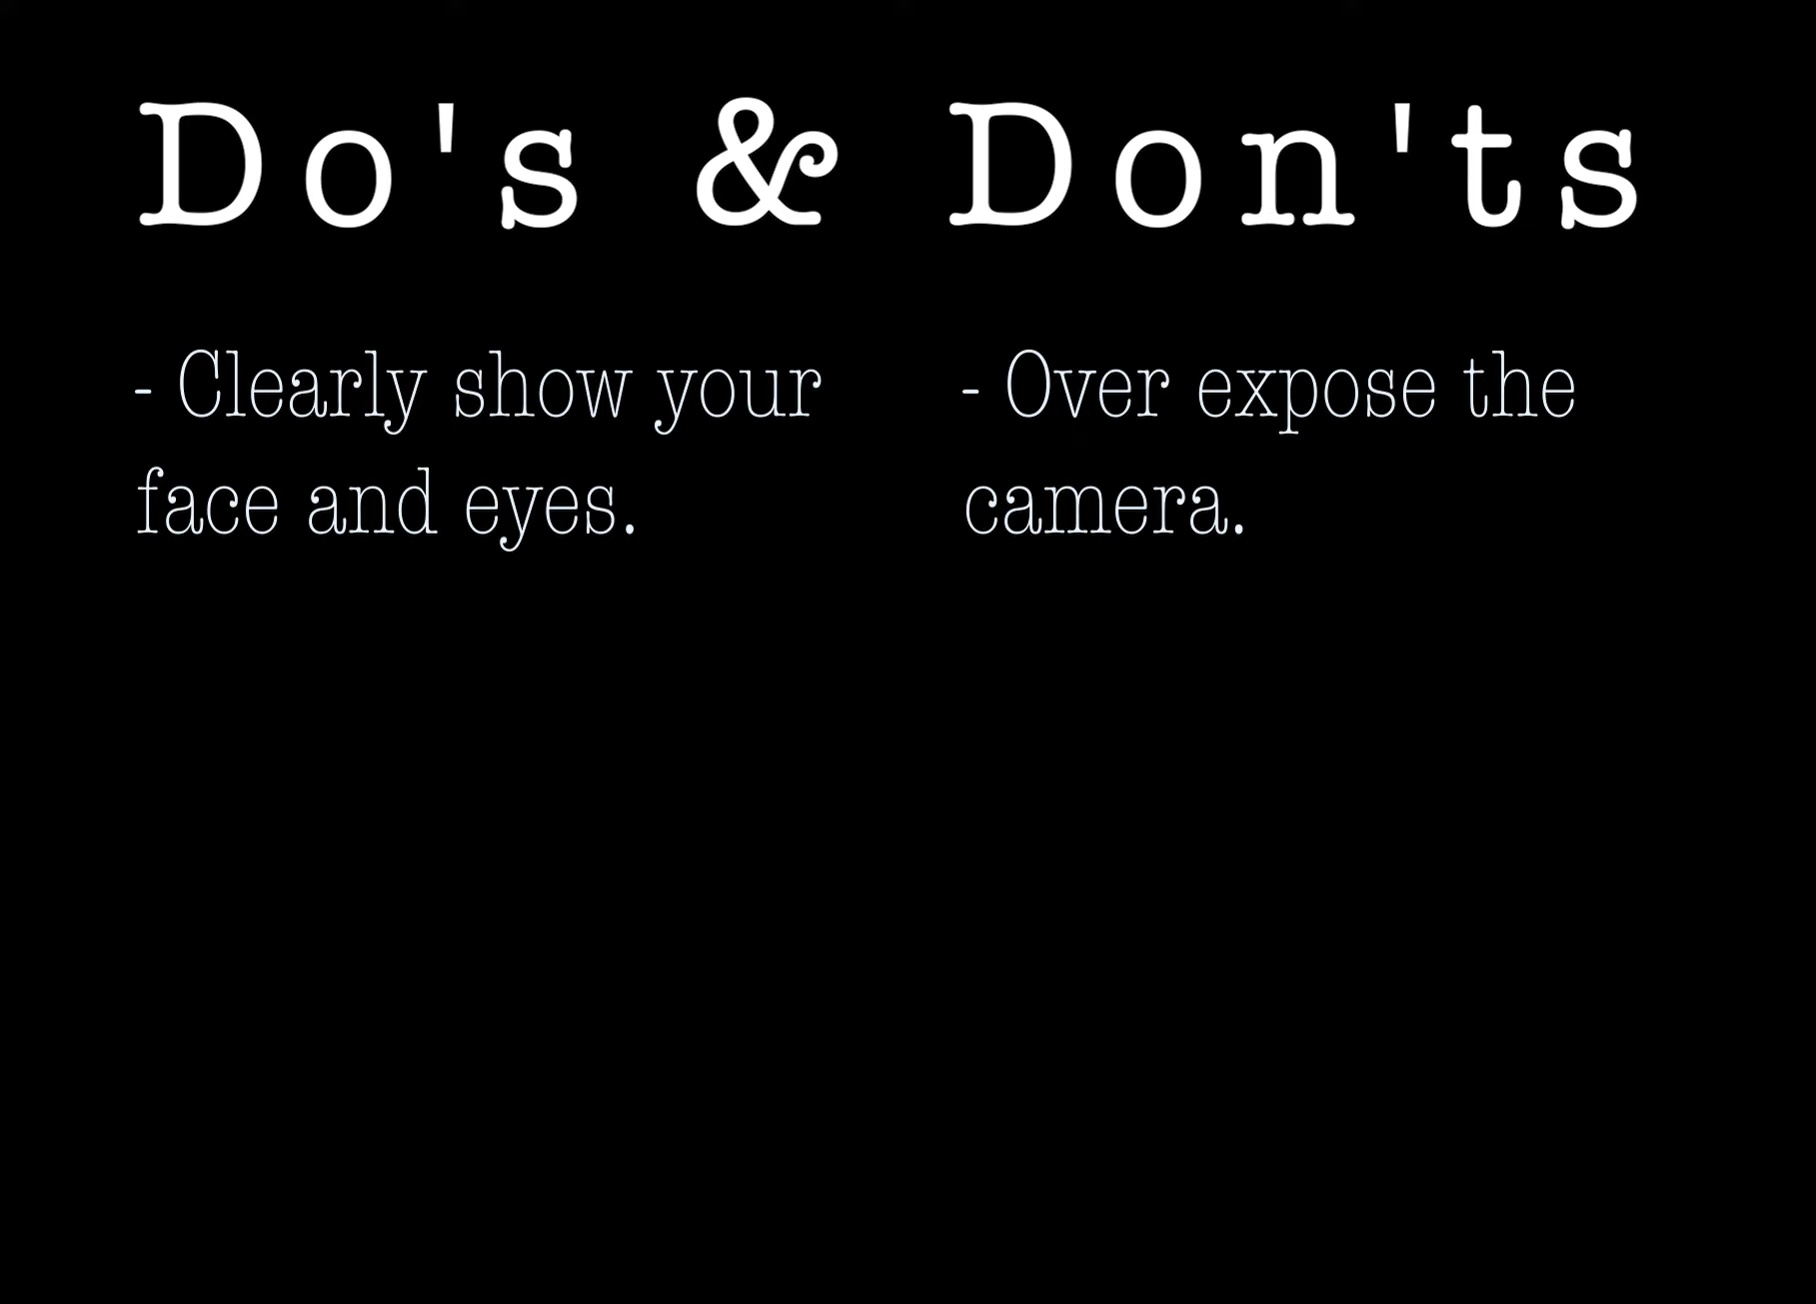 Do's & Don'ts
- Clearly show your
face and eyes.
- Over expose the
camera.